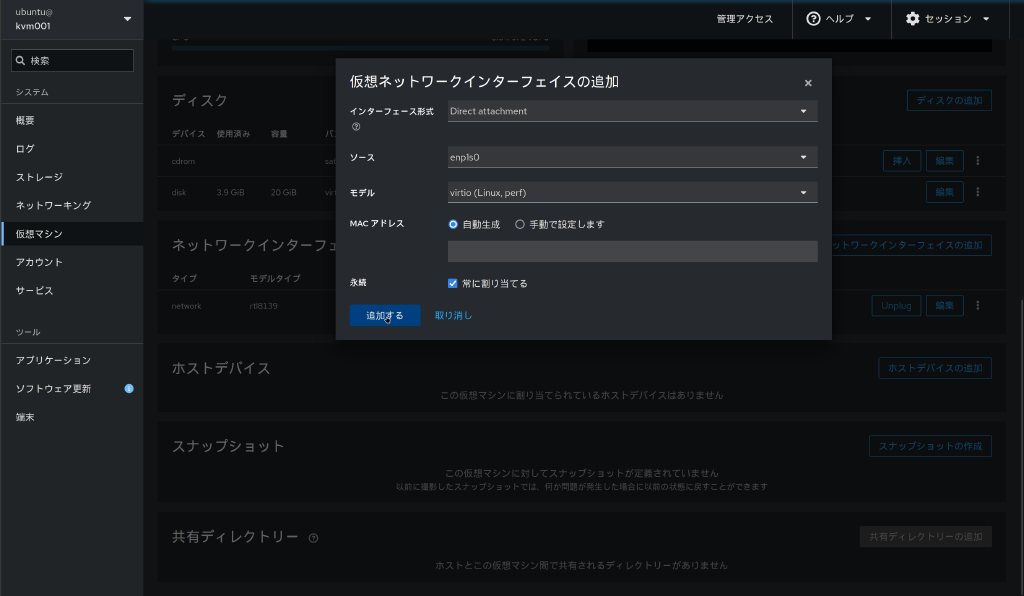 ubuntu@
kvm001
管理アクセス
ヘルプ
セッション
検索
システム
概要
ログ
ストレージ
ネットワーキング
仮想マシン
アカウント
サービス
ツール
アプリケーション
ソフトウェア更新
端末
仮想ネットワークインターフェイスの追加
インターフェース形式
Direct attachment
ソース
enp1s0
モデル
virtio (Linux, perf)
MAC アドレス
自動生成
手動で設定します
永続
常に割り当てる
追加する
取り消し
ディスク
ディスクの追加
デバイス 使用済み 容量
cdrom
挿入
編集
disk 3.9 GiB 20 GiB
編集
ネットワークインターフェ
ットワークインターフェイスの追加
タイプ モデルタイプ
network rtl8139
Unplug
編集
ホストデバイス
ホストデバイスの追加
この仮想マシンに割り当てられているホストデバイスはありません
スナップショット
スナップショットの作成
この仮想マシンに対してスナップショットが定義されていません
以前に撮影したスナップショットでは、何か問題が発生した場合に以前の状態に戻すことができます
共有ディレクトリー
共有ディレクトリーの追加
ホストとこの仮想マシン間で共有されるディレクトリーがありません